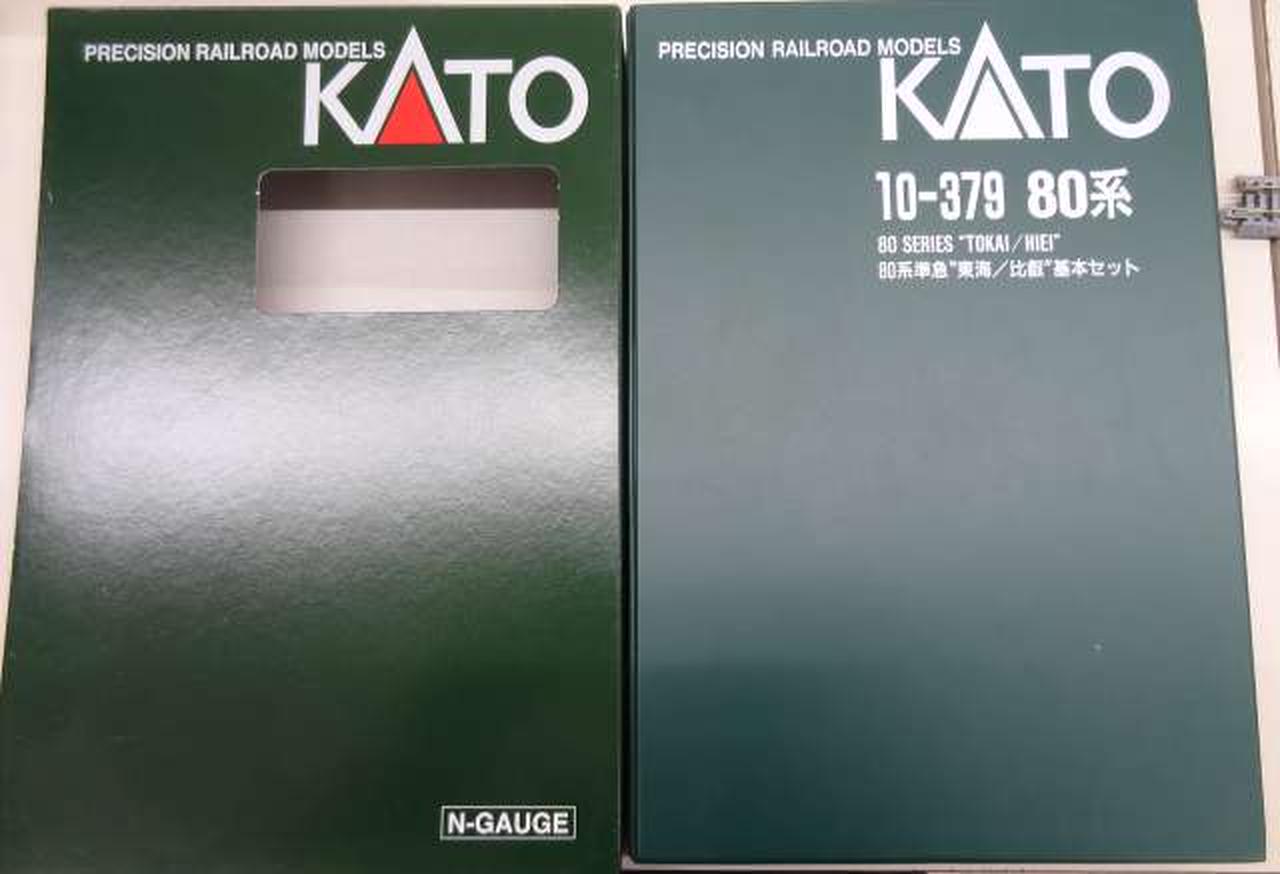 PRECISION RAILROAD MODELS
KATO
N-GAUGE
PRECISION RAILROAD MODELS
KATO
10-379 80系
80 SERIES "TOKAI/HIEI"
80系準急"東海/比叡"基本セット